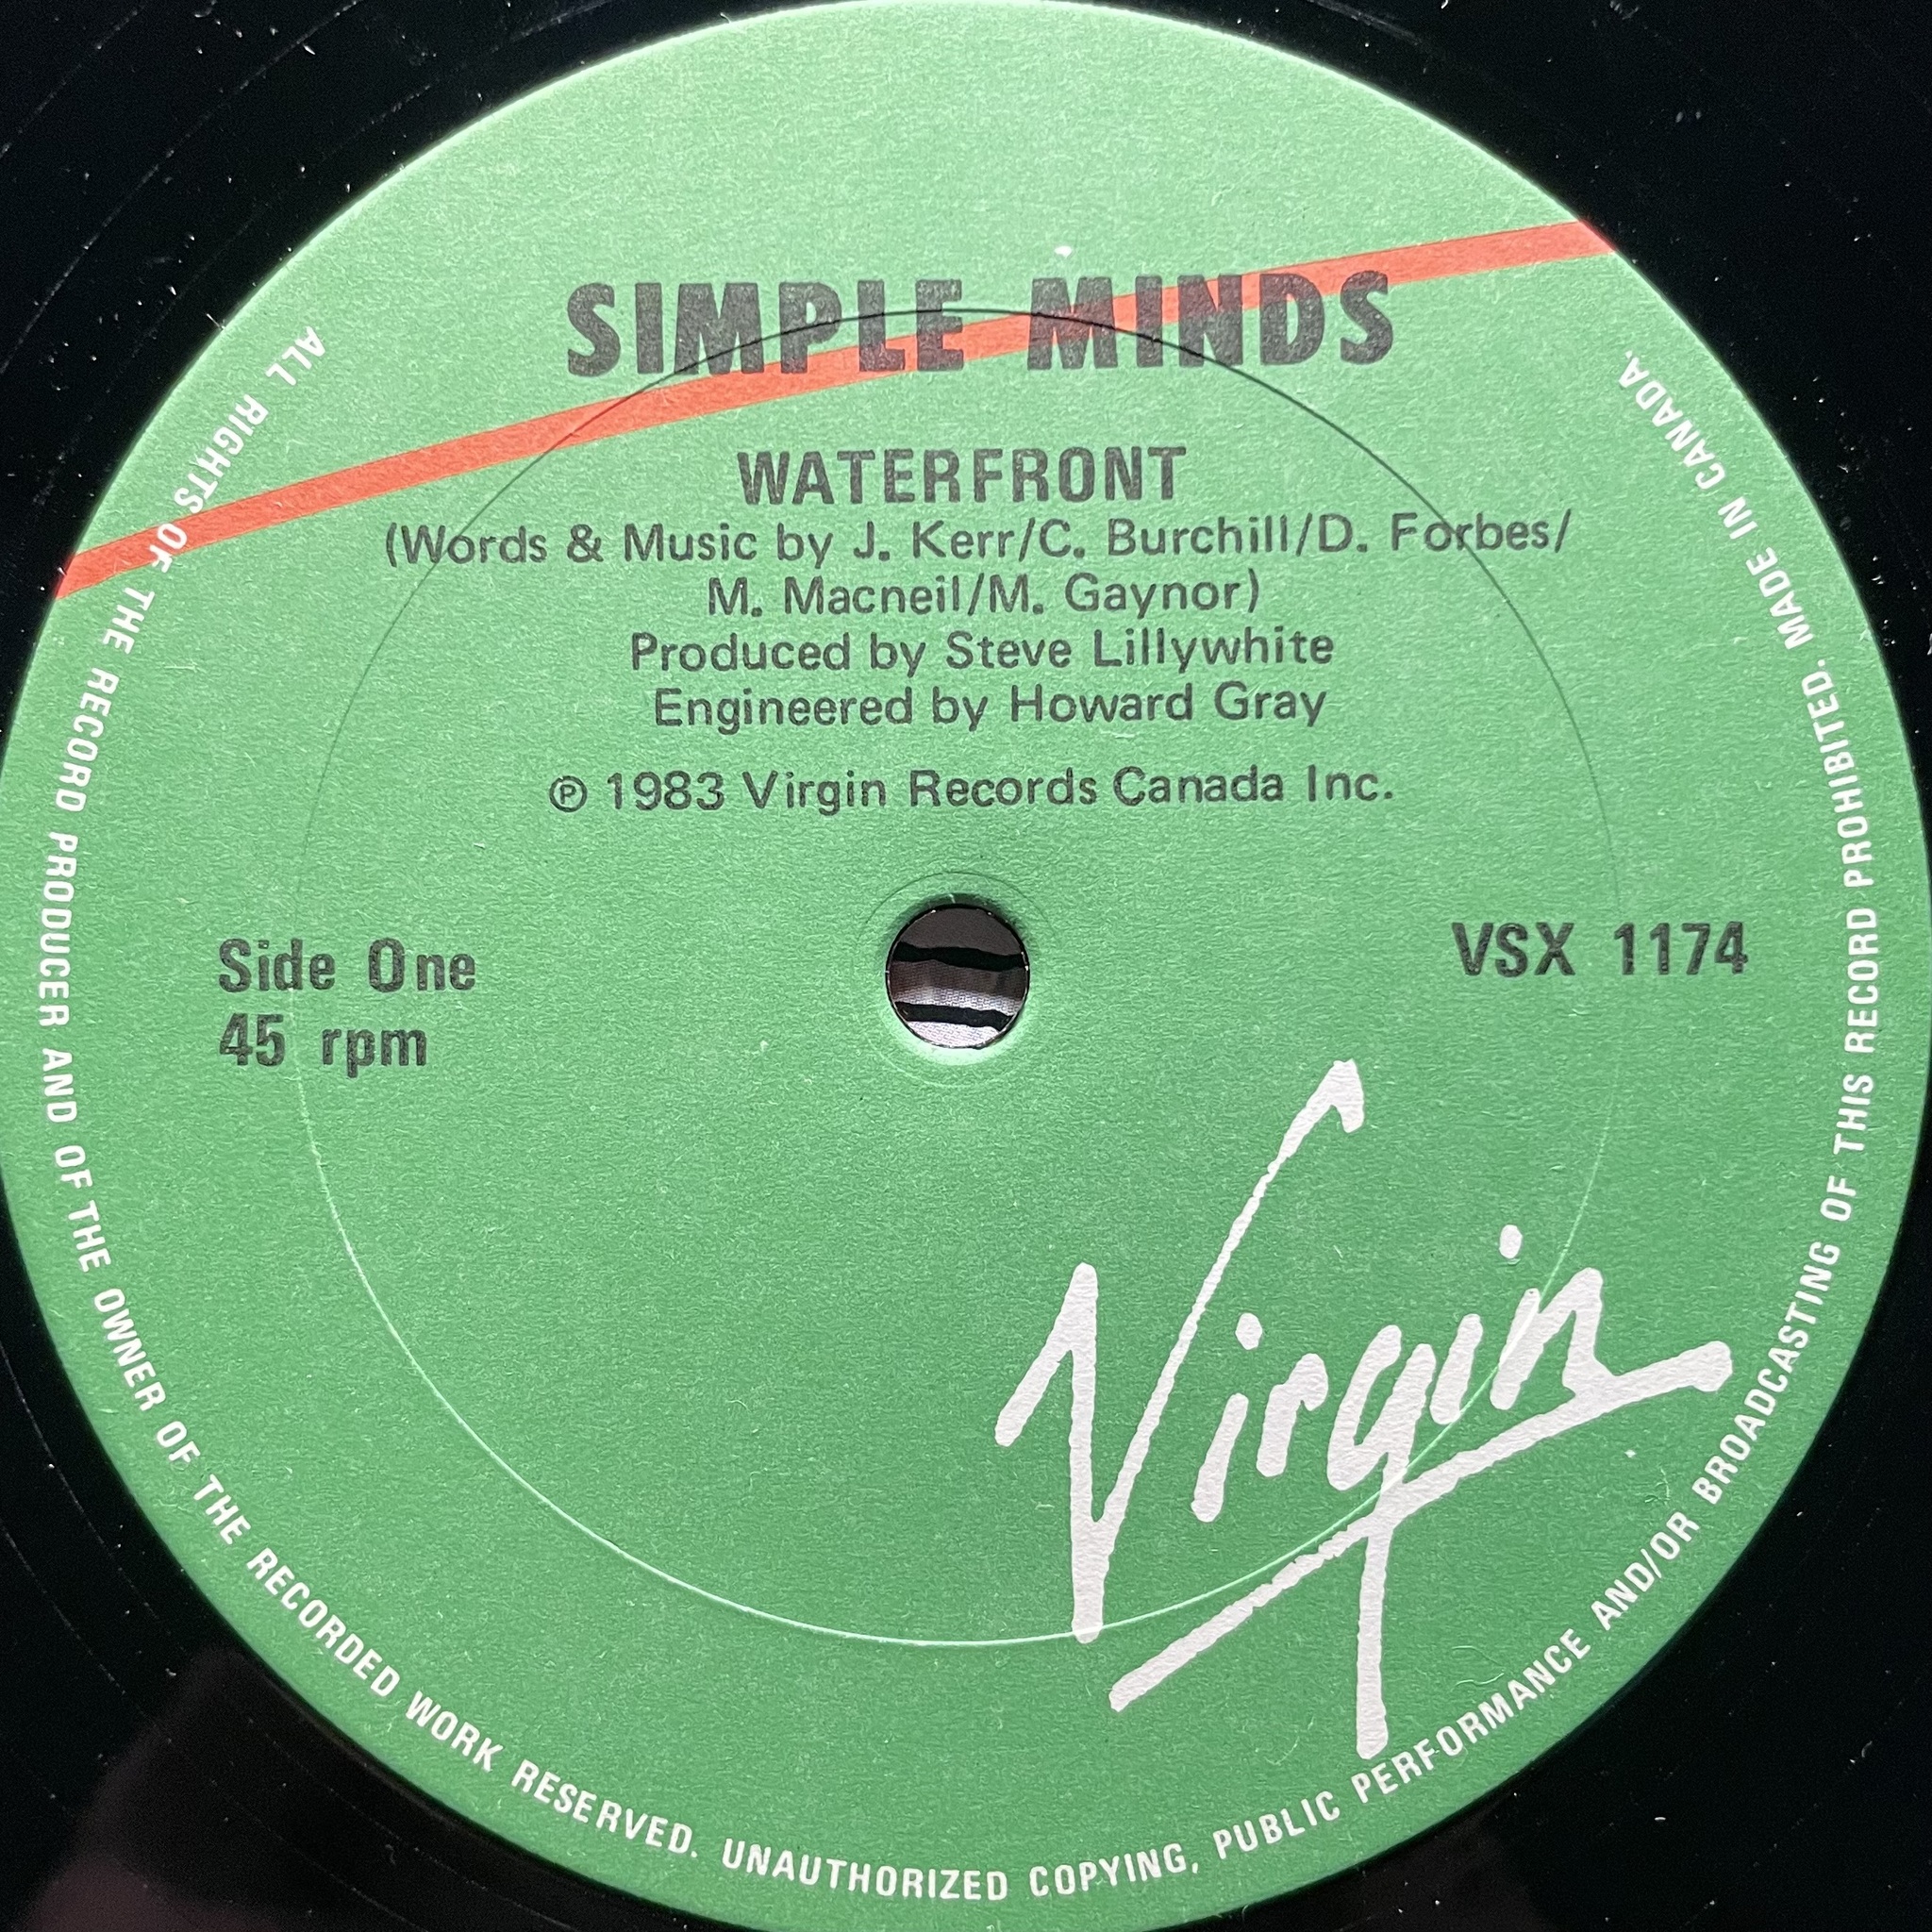 SIMPLE MINDS
WATERFRONT
(Words & Music by J. Kerr/C. Burchill/D. Forbes/
M. Macneil/M. Gaynor)
Produced by Steve Lillywhite
Engineered by Howard Gray
℗ 1983 Virgin Records Canada Inc.
Side One
45 rpm
VSX 1174
Virgin
ALL RIGHTS OF THE RECORD PRODUCER AND OF THE OWNER OF THE RECORDED WORK RESERVED. UNAUTHORIZED COPYING, PUBLIC PERFORMANCE AND/OR BROADCASTING OF THIS RECORD PROHIBITED. MADE IN CANADA.